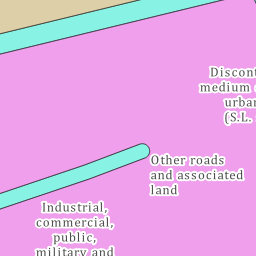 Discont
medium
urban
(S.L.
Other roads
and associated
land
Industrial,
commercial,
public,
military and